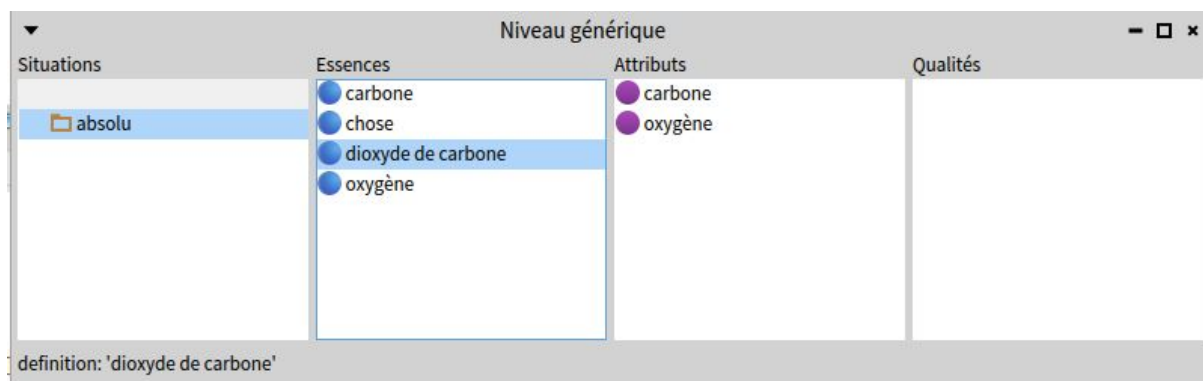 Niveau générique
Situations Essences Attributs Qualités
carbone carbone
absolu chose oxygène
dioxyde de carbone
oxygène
definition: 'dioxyde de carbone'